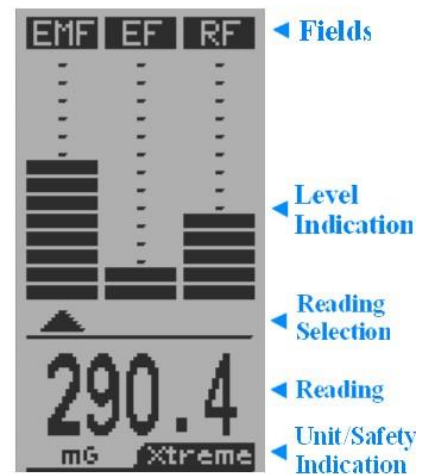 EMF EF RF
Fields
Level
Indication
Reading
Selection
290.4
Reading
mG Xtreme
Unit/Safety
Indication